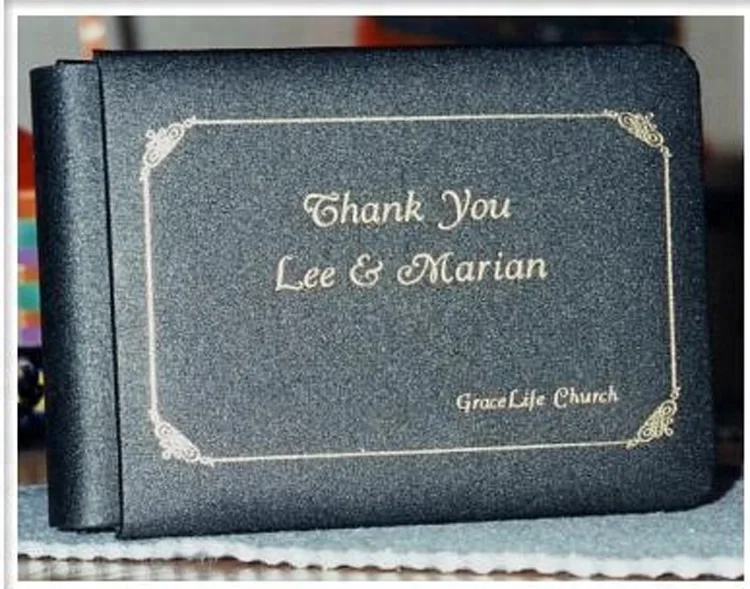 Thank You
Lee & Marian
GraceLife Church